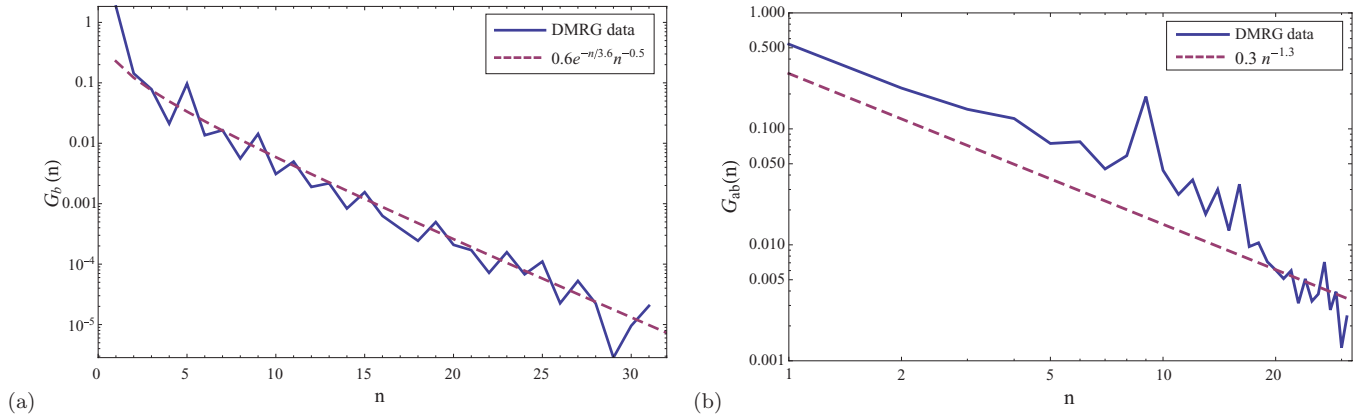 1
0.1
0.01
0.001
10⁻⁴
10⁻⁵
G_b (n)
DMRG data
0.6e^{−n/3.6} n^{−0.5}
0 5 10 15 20 25 30
n
(a)
1.000
0.500
0.100
0.050
0.010
0.005
0.001
G_ab(n)
DMRG data
0.3 n^{−1.3}
1 2 5 10 20
n
(b)